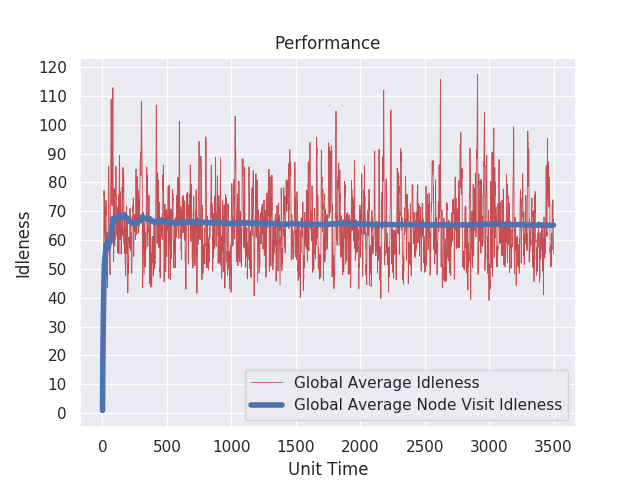 Performance
120
110
100
90
80
70
60
50
40
30
20
10
0
Idleness
Global Average Idleness
Global Average Node Visit Idleness
0 500 1000 1500 2000 2500 3000 3500
Unit Time